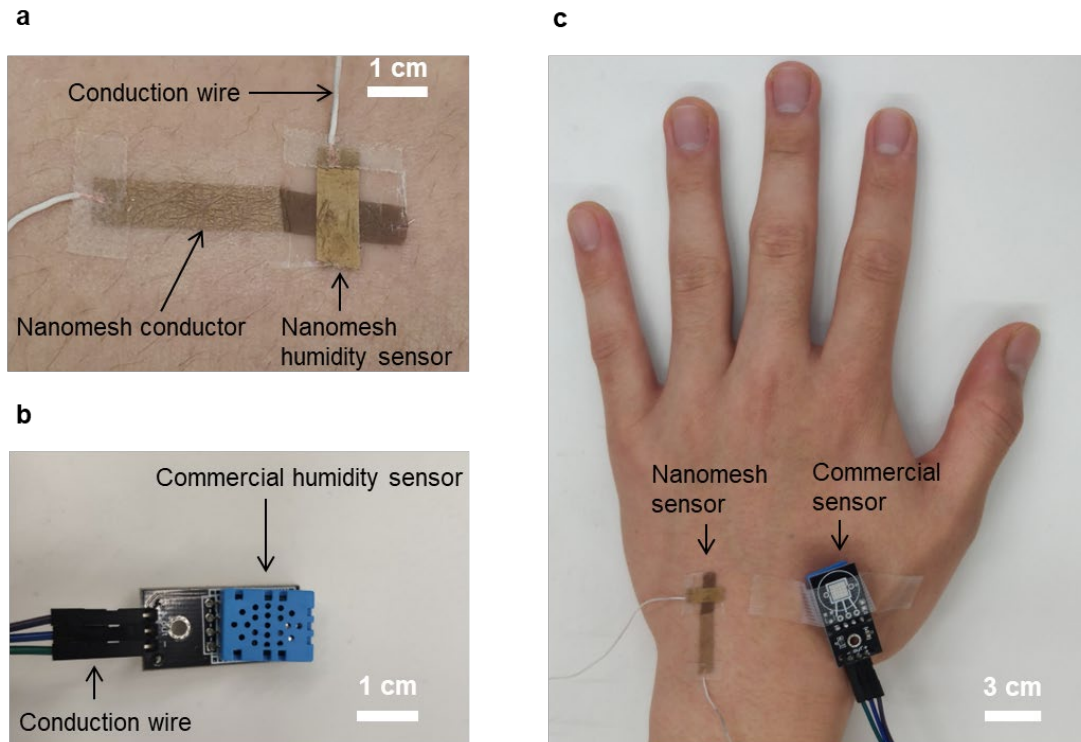 a
Conduction wire
1 cm
Nanomesh conductor
Nanomesh
humidity sensor
b
Commercial humidity sensor
Conduction wire
1 cm
c
Nanomesh
sensor
Commercial
sensor
3 cm